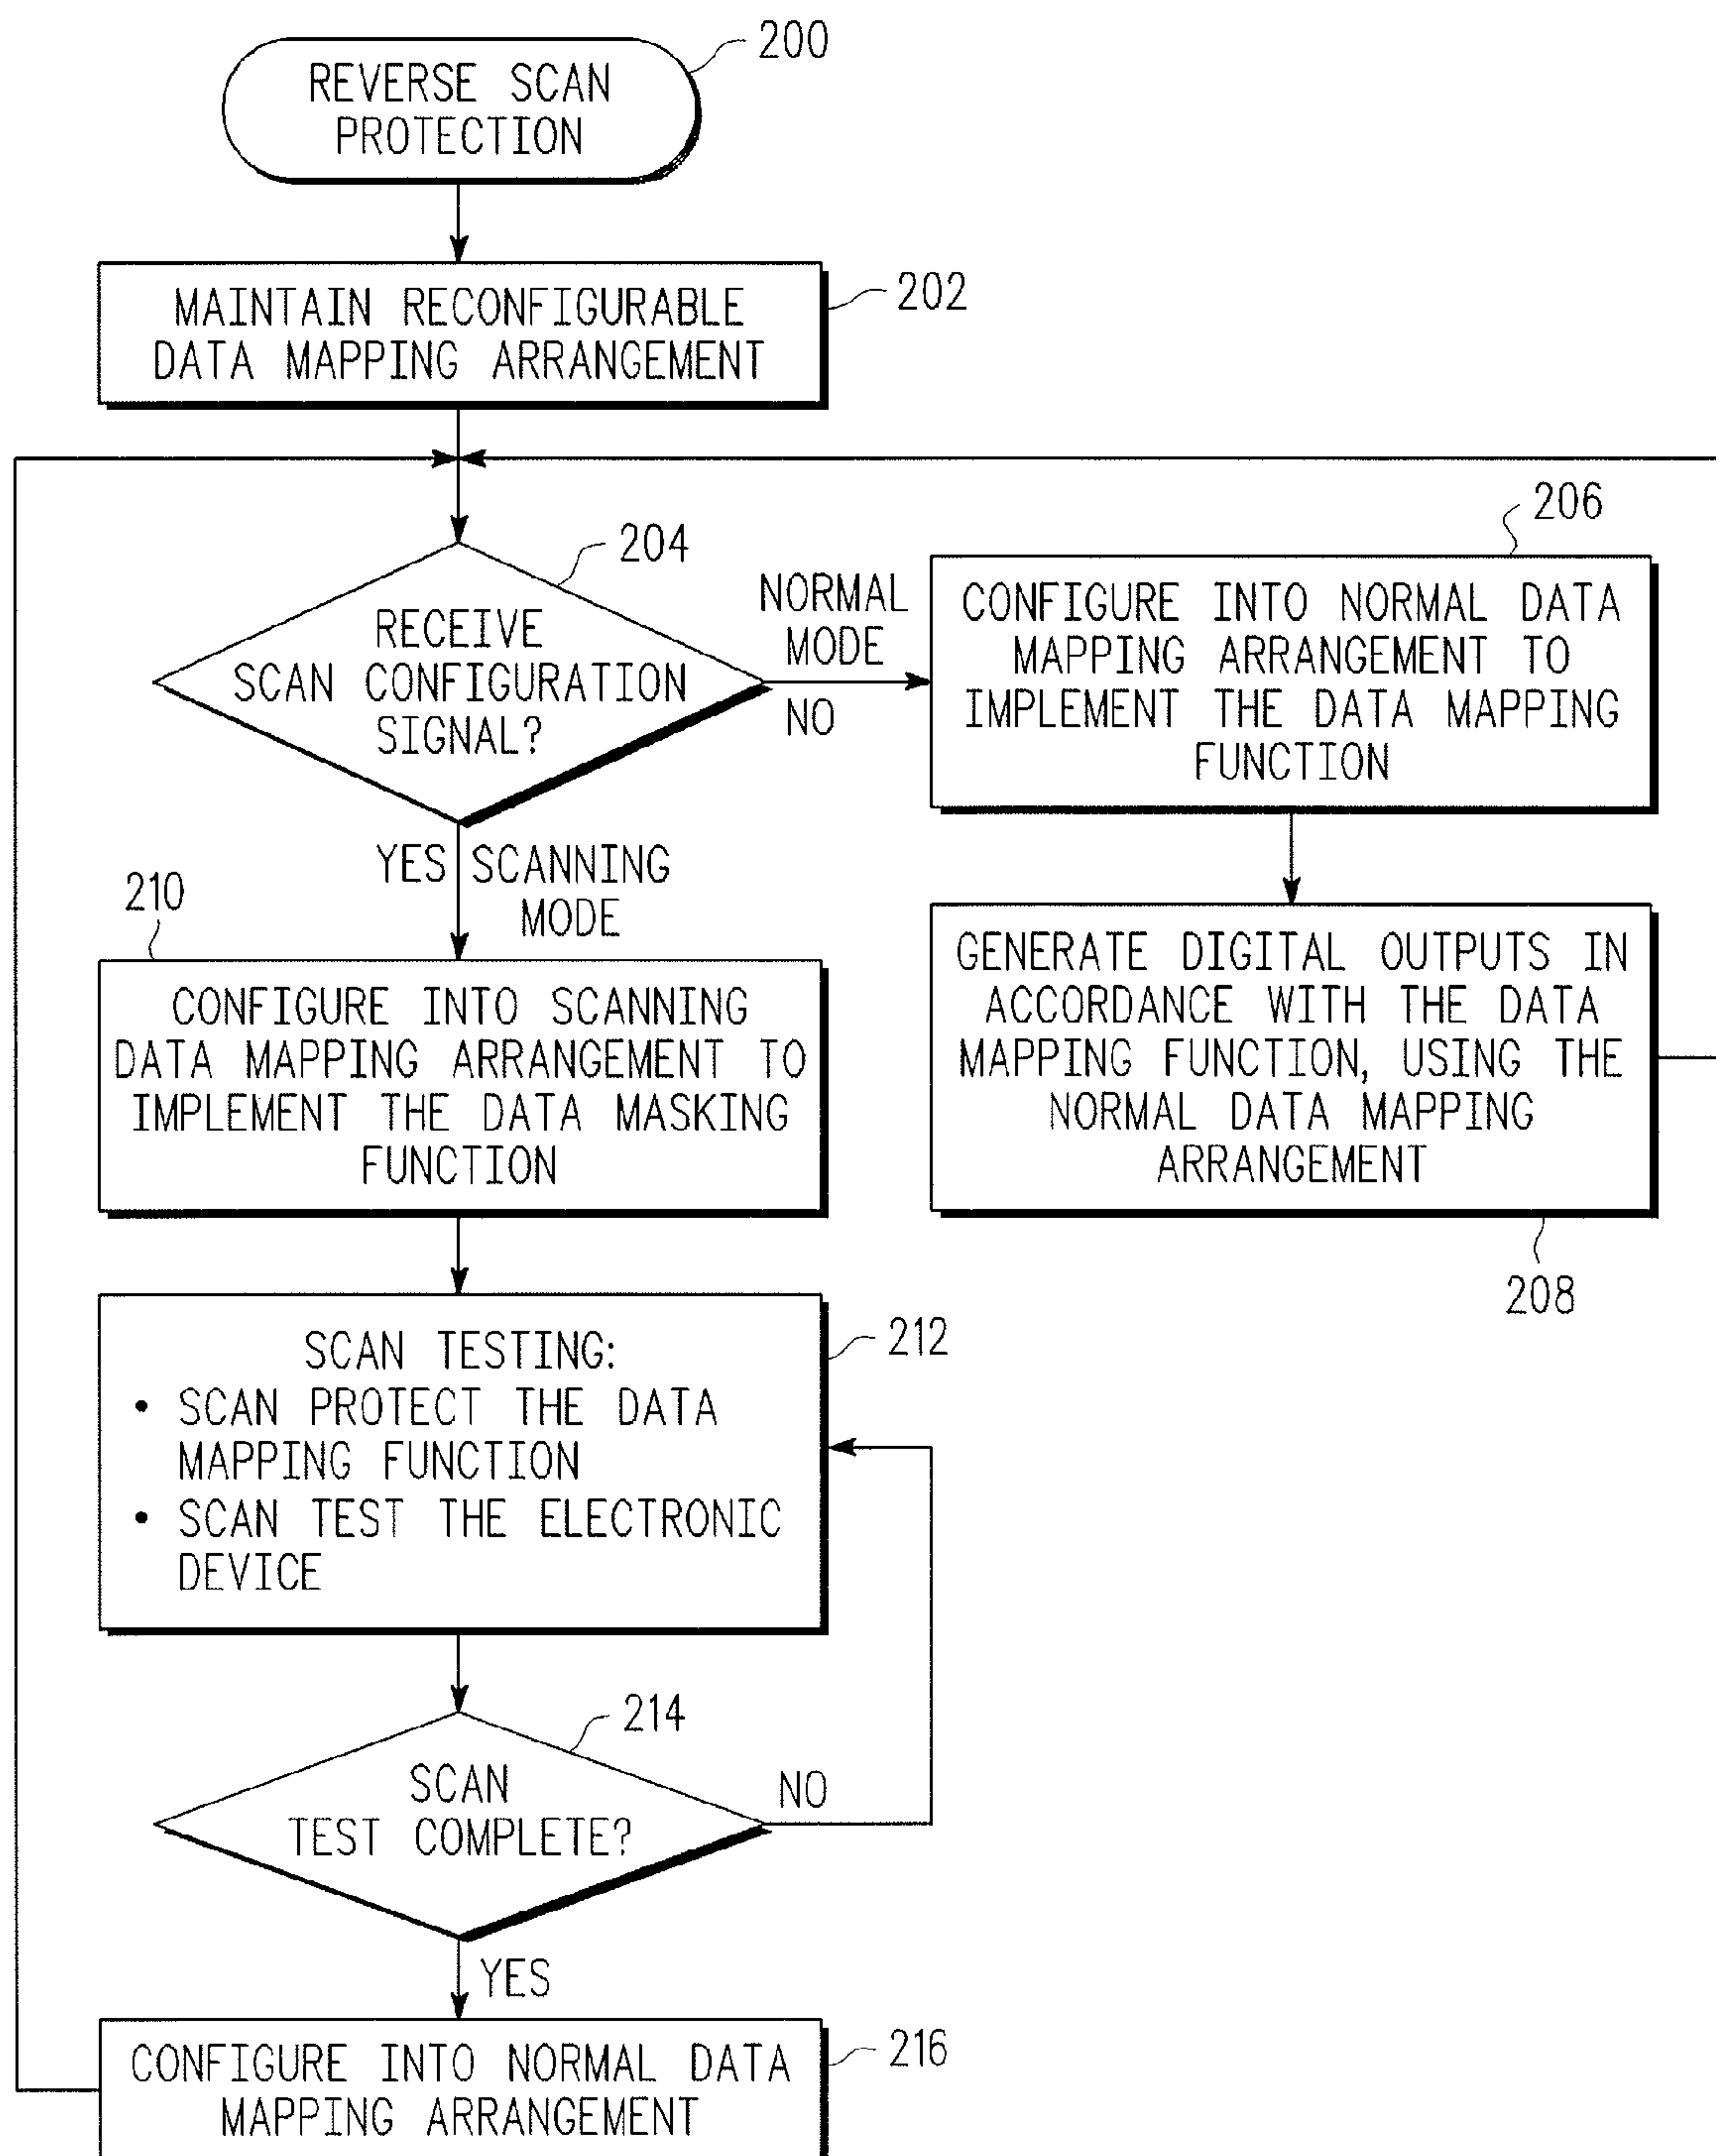 200
REVERSE SCAN
PROTECTION
202
MAINTAIN RECONFIGURABLE
DATA MAPPING ARRANGEMENT
204
RECEIVE
SCAN CONFIGURATION
SIGNAL?
NORMAL
MODE
NO
206
CONFIGURE INTO NORMAL DATA
MAPPING ARRANGEMENT TO
IMPLEMENT THE DATA MAPPING
FUNCTION
YES SCANNING
MODE
GENERATE DIGITAL OUTPUTS IN
ACCORDANCE WITH THE DATA
MAPPING FUNCTION, USING THE
NORMAL DATA MAPPING
ARRANGEMENT
208
210
CONFIGURE INTO SCANNING
DATA MAPPING ARRANGEMENT TO
IMPLEMENT THE DATA MASKING
FUNCTION
212
SCAN TESTING:
• SCAN PROTECT THE DATA
MAPPING FUNCTION
• SCAN TEST THE ELECTRONIC
DEVICE
214
SCAN
TEST COMPLETE?
NO
YES
216
CONFIGURE INTO NORMAL DATA
MAPPING ARRANGEMENT